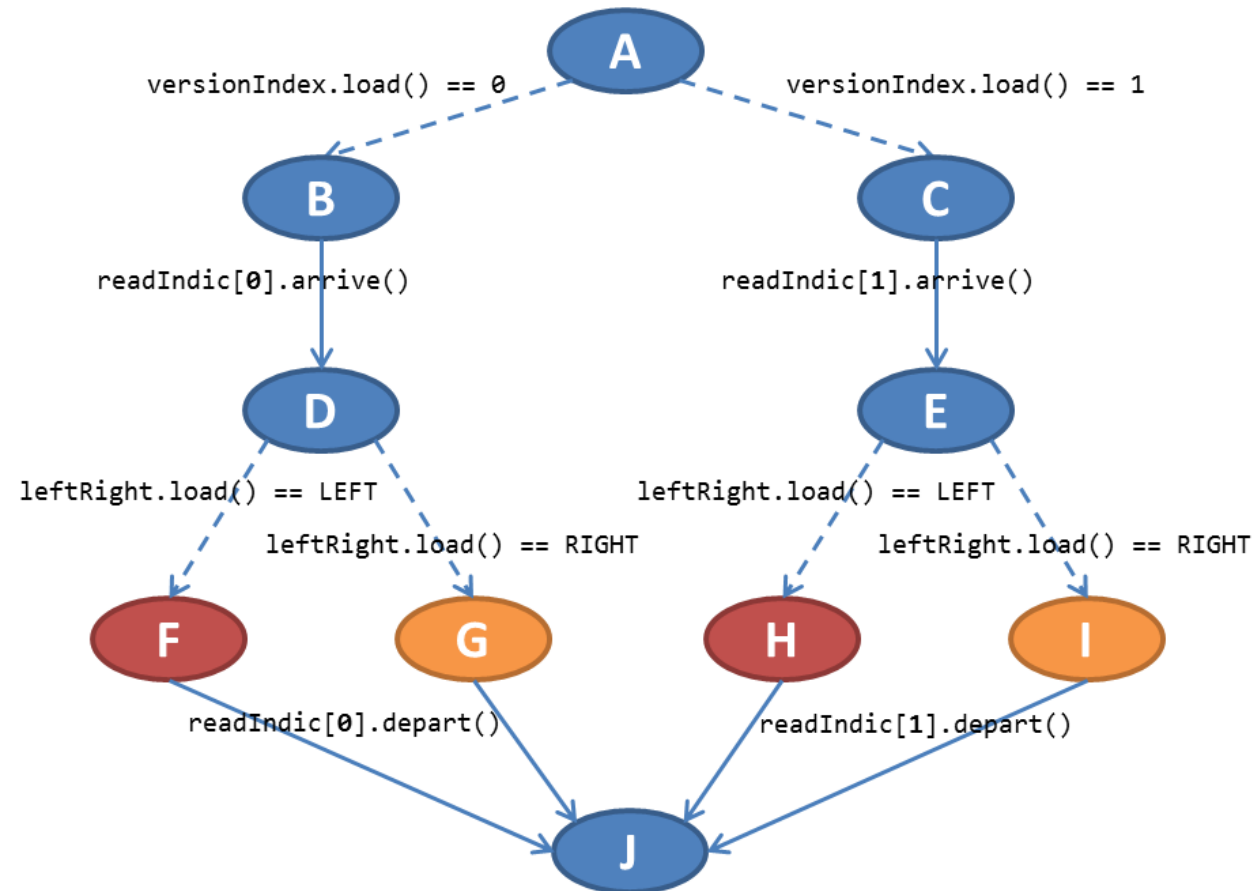 A
versionIndex.load() == 0
versionIndex.load() == 1
B
C
readIndic[0].arrive()
readIndic[1].arrive()
D
E
leftRight.load() == LEFT
leftRight.load() == LEFT
leftRight.load() == RIGHT
leftRight.load() == RIGHT
F
G
H
I
readIndic[0].depart()
readIndic[1].depart()
J